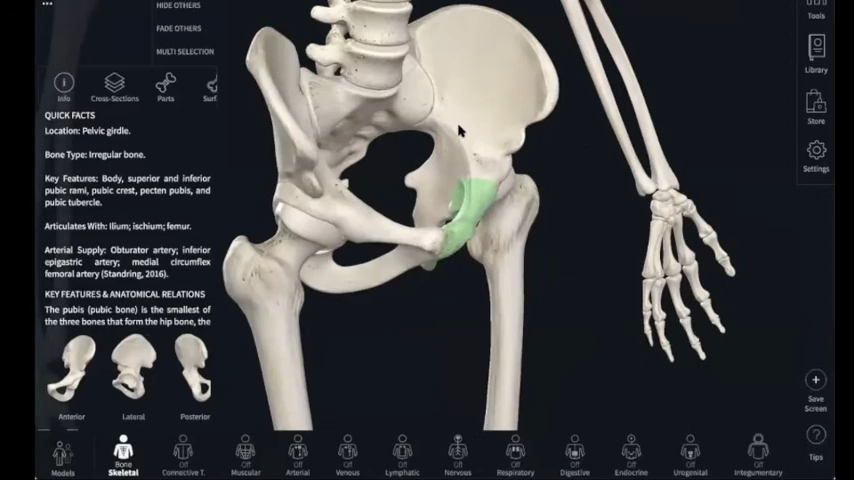 HIDE OTHERS
FADE OTHERS
MULTI SELECTION
Info
Cross-Sections
Parts
Surf
QUICK FACTS
Location: Pelvic girdle.
Bone Type: Irregular bone.
Key Features: Body, superior and inferior
pubic rami, pubic crest, pecten pubis, and
pubic tubercle.
Articulates With: Ilium; ischium; femur.
Arterial Supply: Obturator artery; inferior
epigastric artery; medial circumflex
femoral artery (Standring, 2016).
KEY FEATURES & ANATOMICAL RELATIONS
The pubis (pubic bone) is the smallest of
the three bones that form the hip bone, the
Anterior
Lateral
Posterior
Tools
Library
Store
Settings
Save
Screen
Tips
Models
Bone
Skeletal
Off
Connective T.
Off
Muscular
Off
Arterial
Off
Venous
Off
Lymphatic
Off
Nervous
Off
Respiratory
Off
Digestive
Off
Endocrine
Off
Urogenital
Off
Integumentary